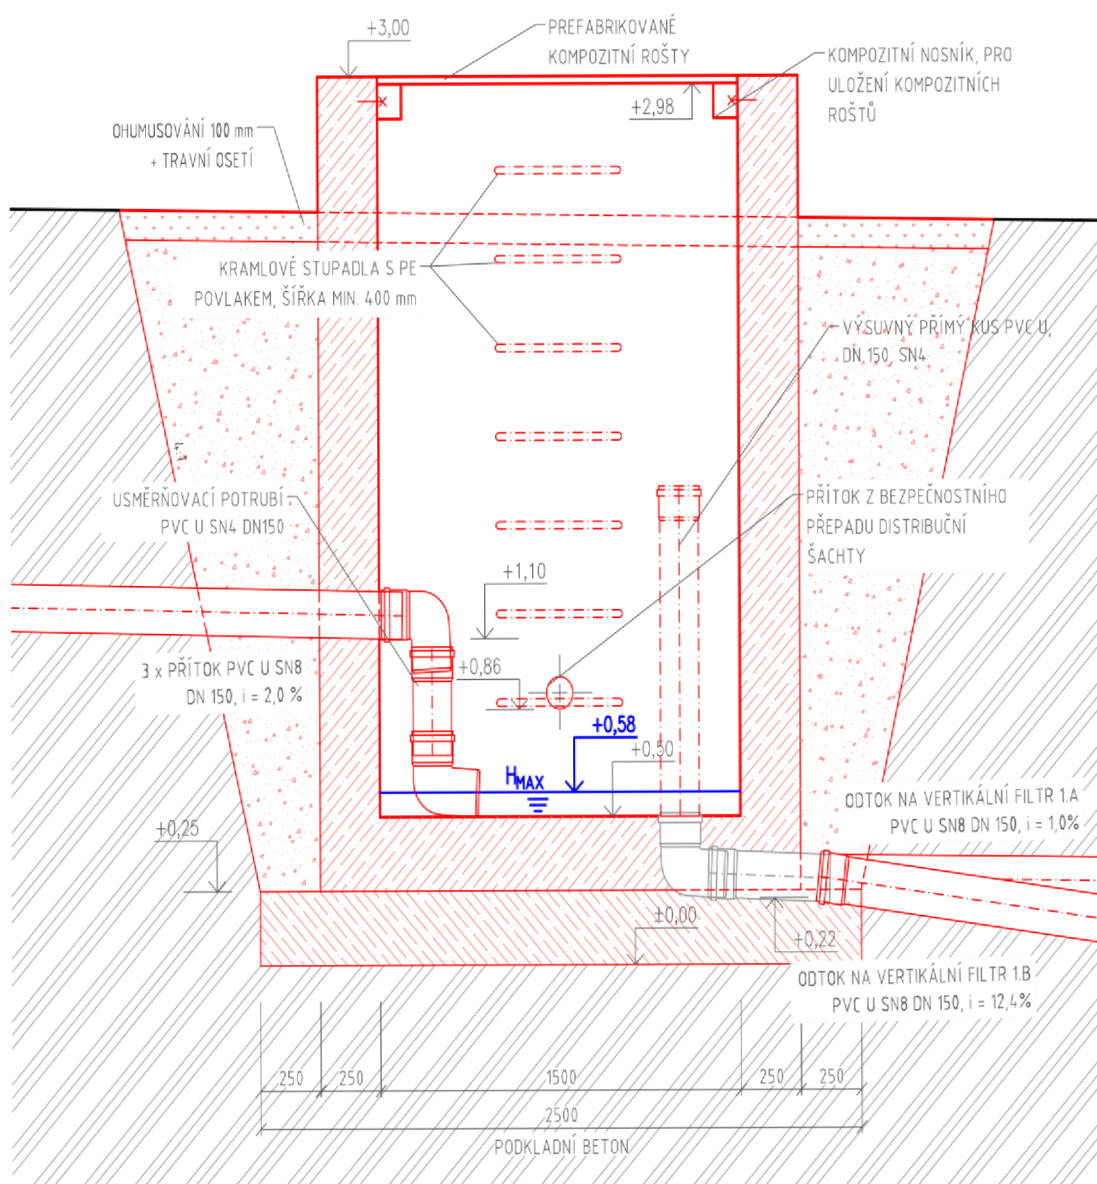 +3,00
PREFABRIKOVANÉ
KOMPOZITNÍ ROŠTY
KOMPOZITNÍ NOSNÍK, PRO
ULOŽENÍ KOMPOZITNÍCH
ROŠTŮ
+2,98
OHUMUSOVÁNÍ 100 mm
+ TRAVNÍ OSETÍ
KRAMLOVÉ STUPADLA S PE
POVLAKEM, ŠÍŘKA MIN. 400 mm
VÝSUVNÝ PŘÍMÝ KUS PVC U,
DN 150, SN4
USMĚRŇOVACÍ POTRUBÍ
PVC U SN4 DN150
PŘÍTOK Z BEZPEČNOSTNÍHO
PŘEPADU DISTRIBUČNÍ
ŠACHTY
+1,10
3 x PŘÍTOK PVC U SN8
DN 150, i = 2,0 %
+0,86
+0,58
+0,50
HMAX
ODTOK NA VERTIKÁLNÍ FILTR 1.A
PVC U SN8 DN 150, i = 1,0%
+0,25
±0,00
+0,22
ODTOK NA VERTIKÁLNÍ FILTR 1.B
PVC U SN8 DN 150, i = 12,4%
250 250 1500 250 250
2500
PODKLADNÍ BETON